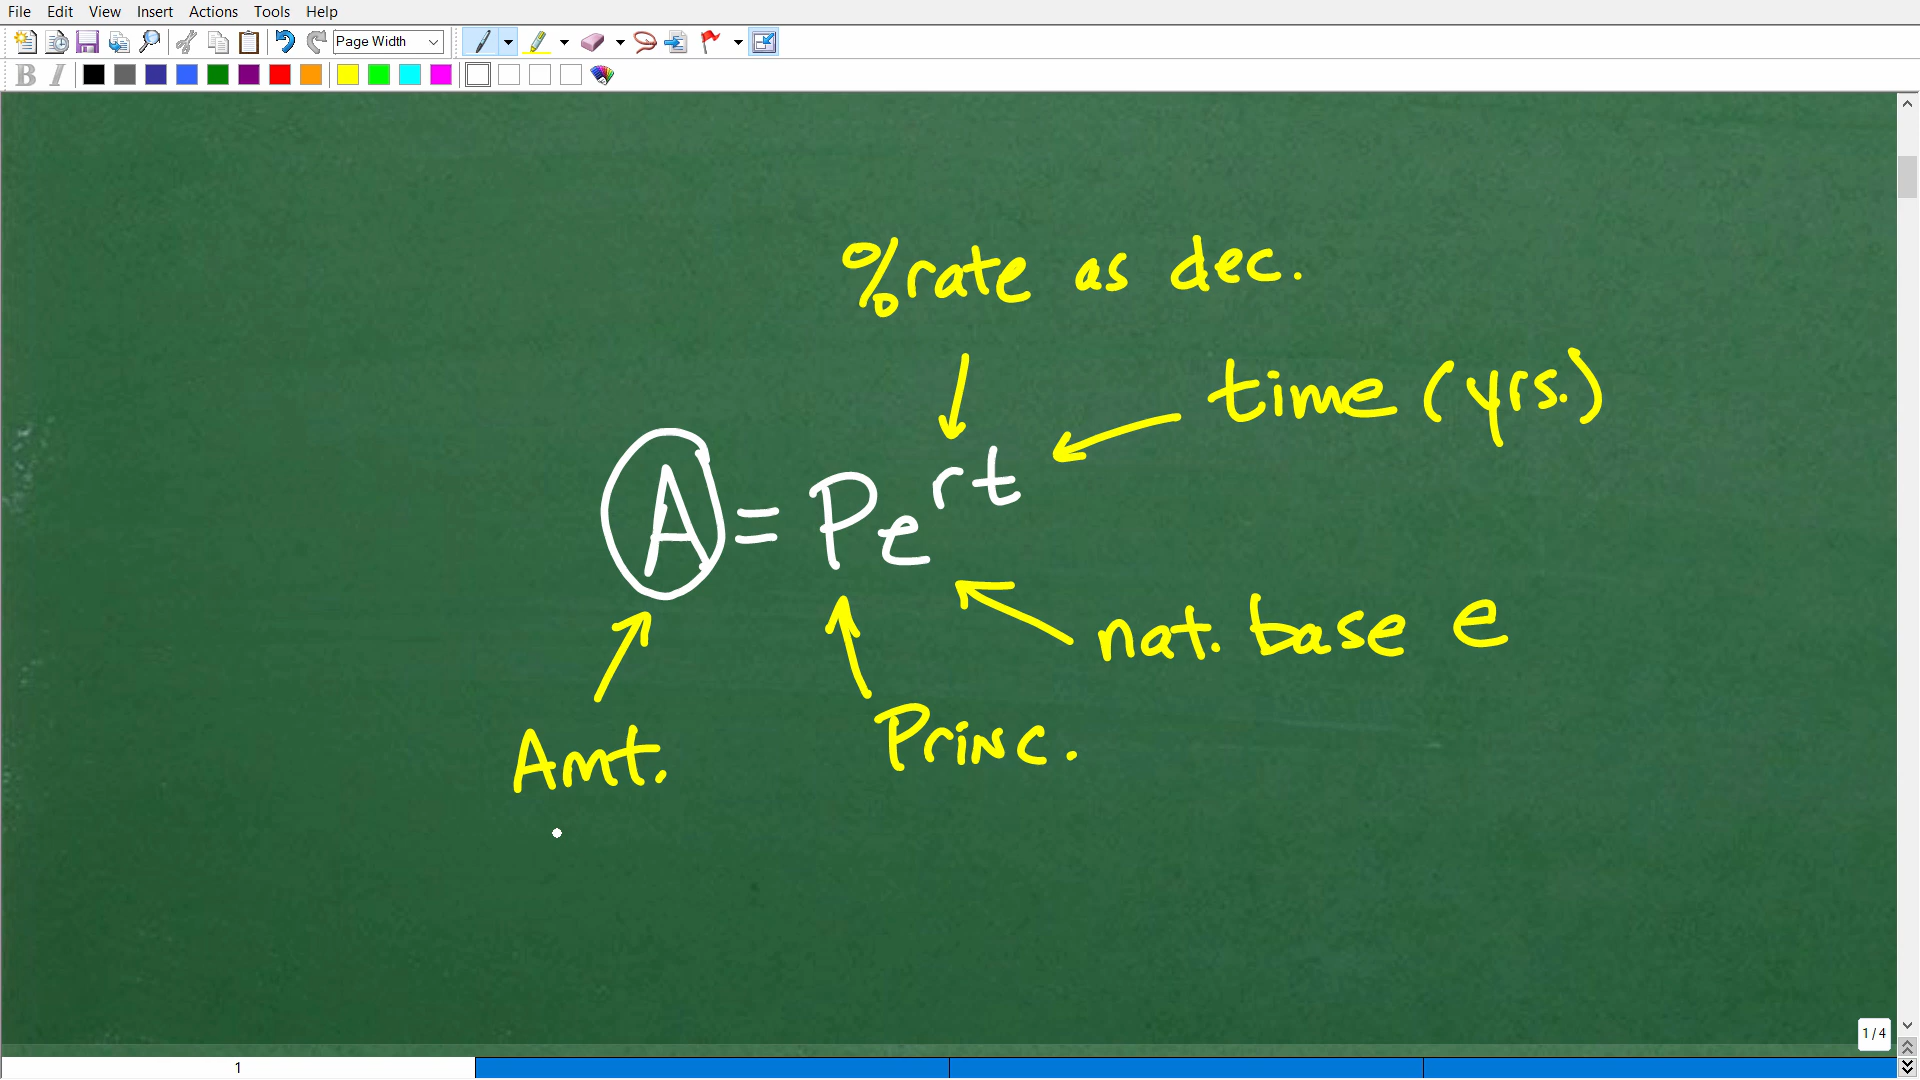 File Edit View Insert Actions Tools Help
Page Width
B I
%rate as dec.
time (yrs.)
A = Pe^rt
nat. base e
Princ.
Amt.
1 / 4
1